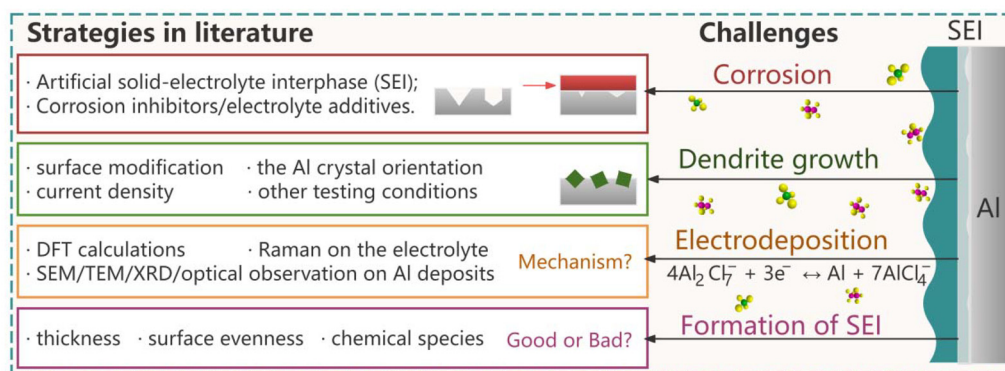 Strategies in literature
Challenges
SEI
· Artificial solid-electrolyte interphase (SEI);
· Corrosion inhibitors/electrolyte additives.
Corrosion
· surface modification · the Al crystal orientation
· current density · other testing conditions
Dendrite growth
Al
· DFT calculations · Raman on the electrolyte
· SEM/TEM/XRD/optical observation on Al deposits
Mechanism?
Electrodeposition
4Al₂Cl₇⁻ + 3e⁻ ↔ Al + 7AlCl₄⁻
· thickness · surface evenness · chemical species
Good or Bad?
Formation of SEI